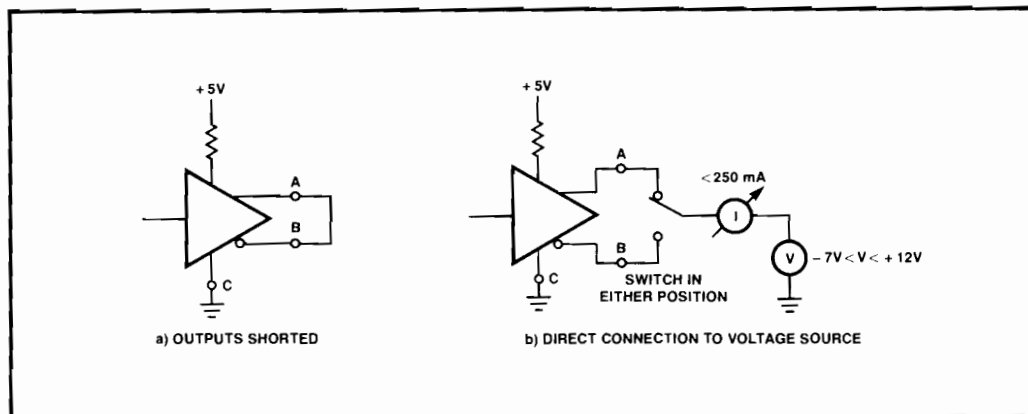 + 5V
A
B
C
a) OUTPUTS SHORTED
+ 5V
A
<250 mA
I
B
V
– 7V < V < + 12V
C
SWITCH IN
EITHER POSITION
b) DIRECT CONNECTION TO VOLTAGE SOURCE